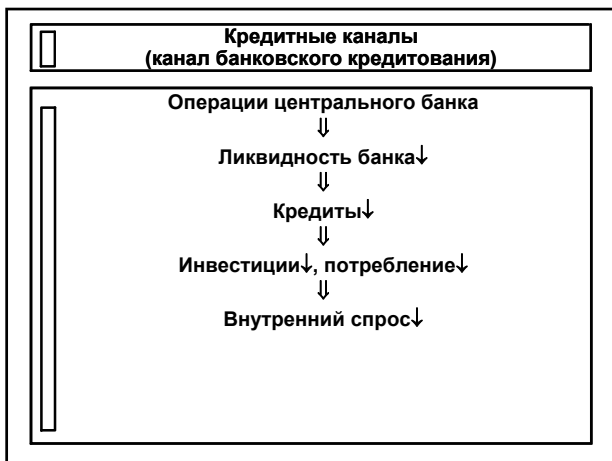 Кредитные каналы
(канал банковского кредитования)
Операции центрального банка
⇓
Ликвидность банка↓
⇓
Кредиты↓
⇓
Инвестиции↓, потребление↓
⇓
Внутренний спрос↓